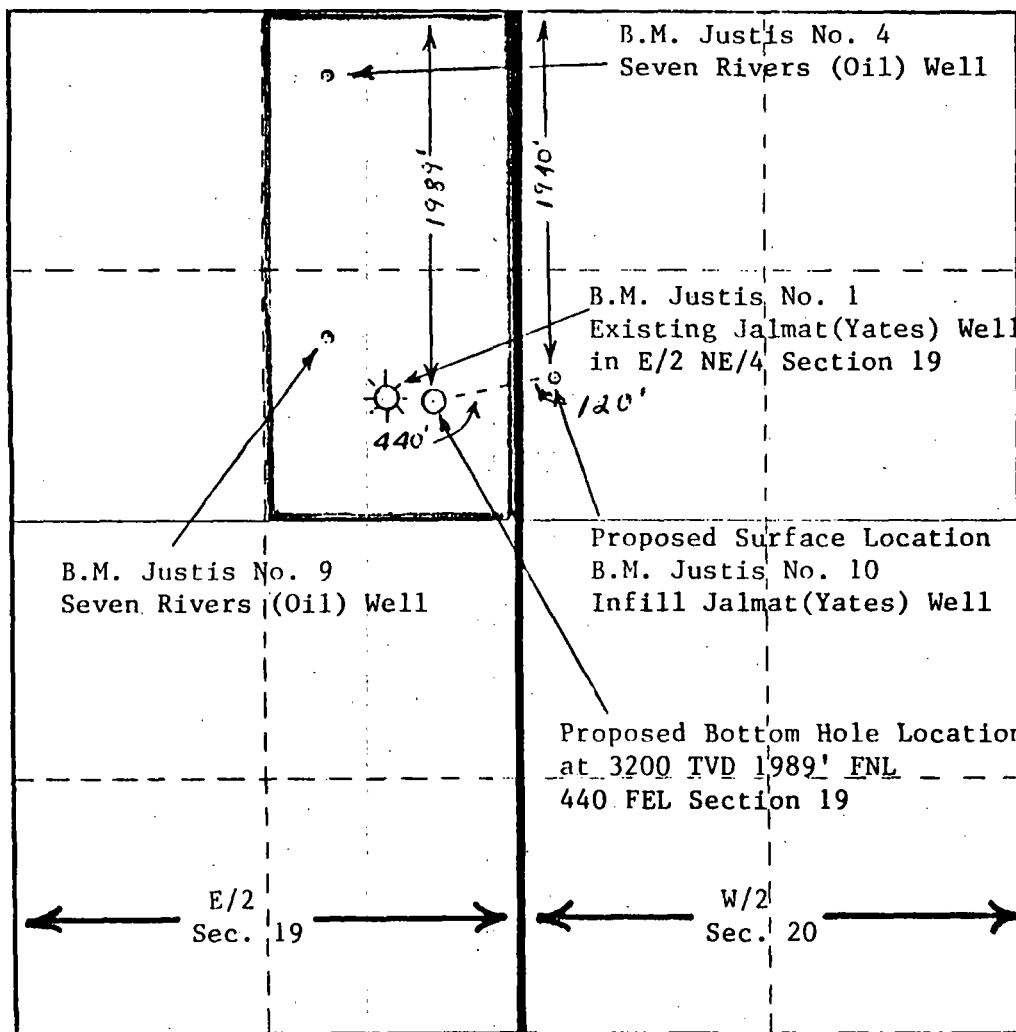 B.M. Justis No. 4
Seven Rivers (Oil) Well
1989'
1940'
B.M. Justis No. 1
Existing Jalmat(Yates) Well
in E/2 NE/4 Section 19
120'
440'
Proposed Surface Location
B.M. Justis No. 10
Infill Jalmat(Yates) Well
B.M. Justis No. 9
Seven Rivers (Oil) Well
Proposed Bottom Hole Location
at 3200 TVD 1989' FNL
440 FEL Section 19
E/2
Sec. 19
W/2
Sec. 20